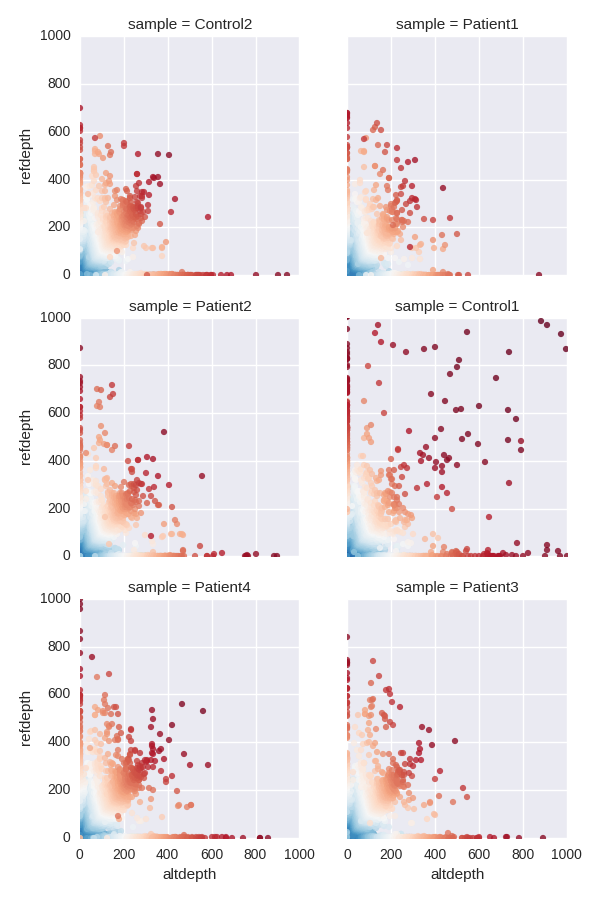 sample = Control2
sample = Patient1
1000
800
600
400
200
0
refdepth
sample = Patient2
sample = Control1
1000
800
600
400
200
0
refdepth
sample = Patient4
sample = Patient3
1000
800
600
400
200
0
refdepth
0 200 400 600 800 1000
0 200 400 600 800 1000
altdepth
altdepth